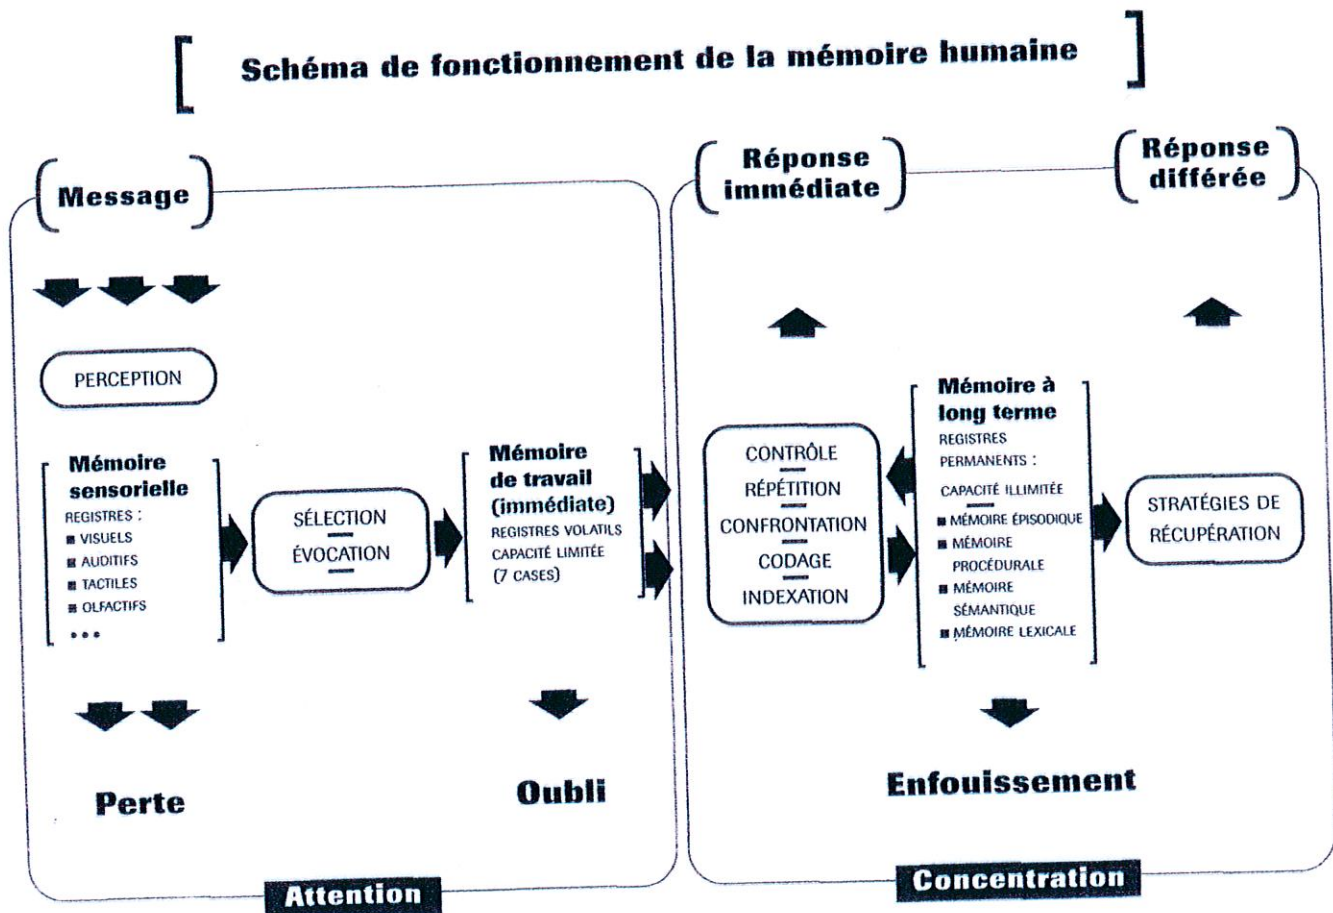 Schéma de fonctionnement de la mémoire humaine
Message
Réponse
immédiate
Réponse
différée
PERCEPTION
Mémoire
sensorielle
REGISTRES :
VISUELS
AUDITIFS
TACTILES
OLFACTIFS
...
SÉLECTION
ÉVOCATION
Mémoire
de travail
(immédiate)
REGISTRES VOLATILS
CAPACITÉ LIMITÉE
(7 CASES)
CONTRÔLE
RÉPÉTITION
CONFRONTATION
CODAGE
INDEXATION
Mémoire à
long terme
REGISTRES
PERMANENTS :
CAPACITÉ ILLIMITÉE
MÉMOIRE ÉPISODIQUE
MÉMOIRE
PROCÉDURALE
MÉMOIRE
SÉMANTIQUE
MÉMOIRE LEXICALE
STRATÉGIES DE
RÉCUPÉRATION
Perte
Oubli
Enfouissement
Attention
Concentration